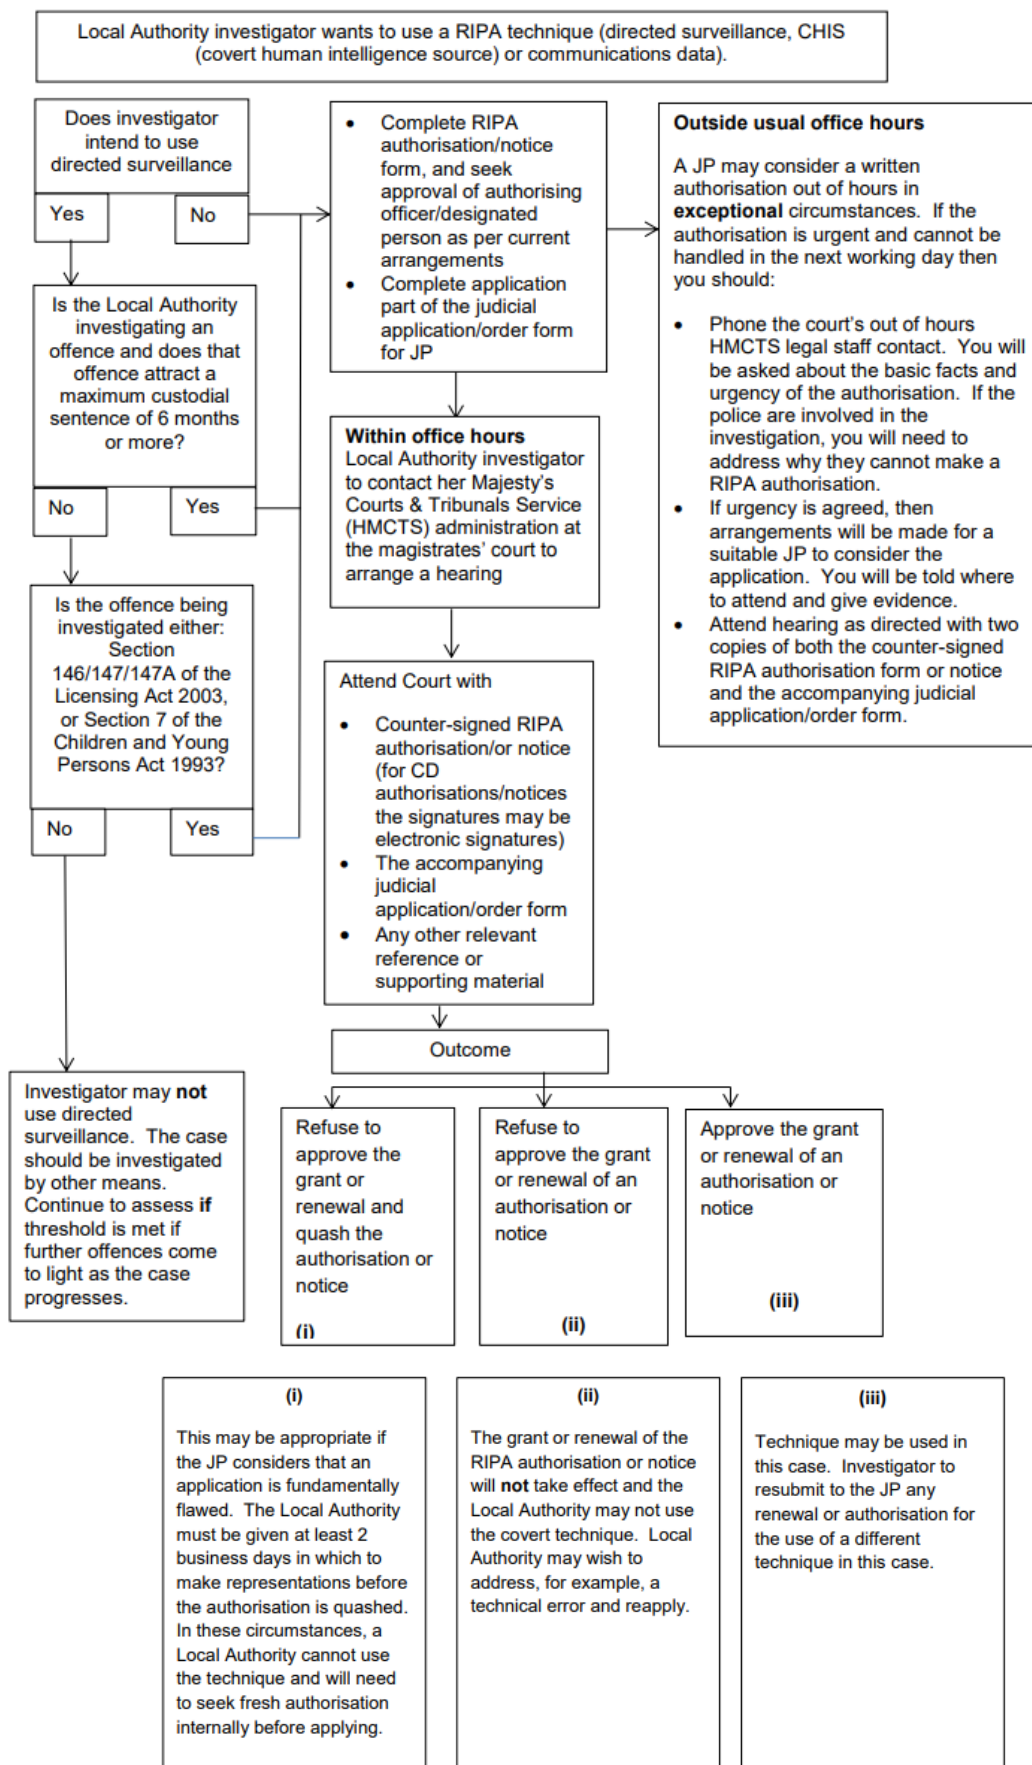 Local Authority investigator wants to use a RIPA technique (directed surveillance, CHIS
(covert human intelligence source) or communications data).
Does investigator
intend to use
directed surveillance
Yes
No
Is the Local Authority
investigating an
offence and does that
offence attract a
maximum custodial
sentence of 6 months
or more?
No
Yes
Is the offence being
investigated either:
Section
146/147/147A of the
Licensing Act 2003,
or Section 7 of the
Children and Young
Persons Act 1993?
No
Yes
Investigator may not
use directed
surveillance. The case
should be investigated
by other means.
Continue to assess if
threshold is met if
further offences come
to light as the case
progresses.
• Complete RIPA
authorisation/notice
form, and seek
approval of authorising
officer/designated
person as per current
arrangements
• Complete application
part of the judicial
application/order form
for JP
Within office hours
Local Authority investigator
to contact her Majesty's
Courts & Tribunals Service
(HMCTS) administration at
the magistrates' court to
arrange a hearing
Attend Court with
• Counter-signed RIPA
authorisation/or notice
(for CD
authorisations/notices
the signatures may be
electronic signatures)
• The accompanying
judicial
application/order form
• Any other relevant
reference or
supporting material
Outside usual office hours
A JP may consider a written
authorisation out of hours in
exceptional circumstances. If the
authorisation is urgent and cannot be
handled in the next working day then
you should:
• Phone the court's out of hours
HMCTS legal staff contact. You will
be asked about the basic facts and
urgency of the authorisation. If the
police are involved in the
investigation, you will need to
address why they cannot make a
RIPA authorisation.
• If urgency is agreed, then
arrangements will be made for a
suitable JP to consider the
application. You will be told where
to attend and give evidence.
• Attend hearing as directed with two
copies of both the counter-signed
RIPA authorisation form or notice
and the accompanying judicial
application/order form.
Outcome
Refuse to
approve the
grant or
renewal and
quash the
authorisation or
notice
(i)
Refuse to
approve the grant
or renewal of an
authorisation or
notice
(ii)
Approve the grant
or renewal of an
authorisation or
notice
(iii)
(i)
This may be appropriate if
the JP considers that an
application is fundamentally
flawed. The Local Authority
must be given at least 2
business days in which to
make representations before
the authorisation is quashed.
In these circumstances, a
Local Authority cannot use
the technique and will need
to seek fresh authorisation
internally before applying.
(ii)
The grant or renewal of the
RIPA authorisation or notice
will not take effect and the
Local Authority may not use
the covert technique. Local
Authority may wish to
address, for example, a
technical error and reapply.
(iii)
Technique may be used in
this case. Investigator to
resubmit to the JP any
renewal or authorisation for
the use of a different
technique in this case.